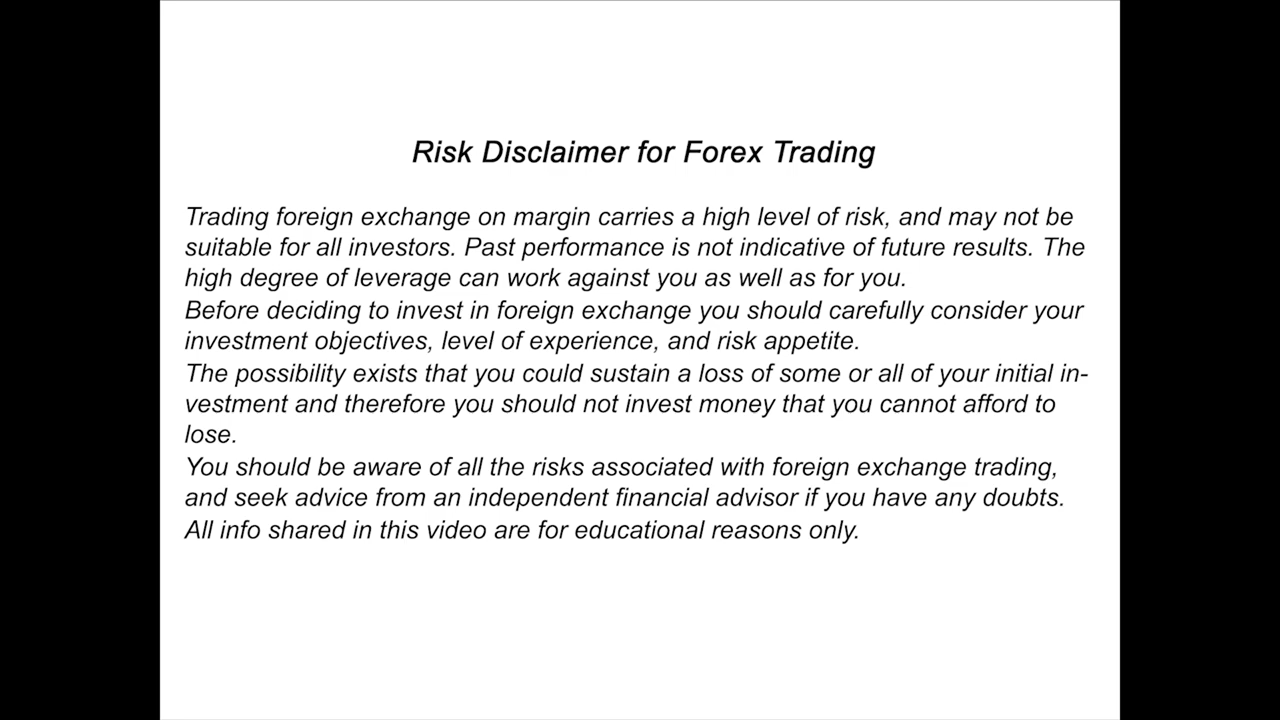 Risk Disclaimer for Forex Trading
Trading foreign exchange on margin carries a high level of risk, and may not be
suitable for all investors. Past performance is not indicative of future results. The
high degree of leverage can work against you as well as for you.
Before deciding to invest in foreign exchange you should carefully consider your
investment objectives, level of experience, and risk appetite.
The possibility exists that you could sustain a loss of some or all of your initial in-
vestment and therefore you should not invest money that you cannot afford to
lose.
You should be aware of all the risks associated with foreign exchange trading,
and seek advice from an independent financial advisor if you have any doubts.
All info shared in this video are for educational reasons only.